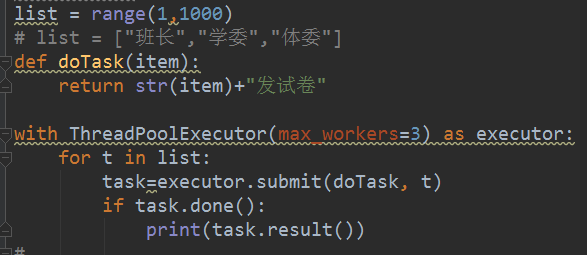 list = range(1,1000)
# list = ["班长","学委","体委"]
def doTask(item):
    return str(item)+"发试卷"

with ThreadPoolExecutor(max_workers=3) as executor:
    for t in list:
        task=executor.submit(doTask, t)
        if task.done():
            print(task.result())
#